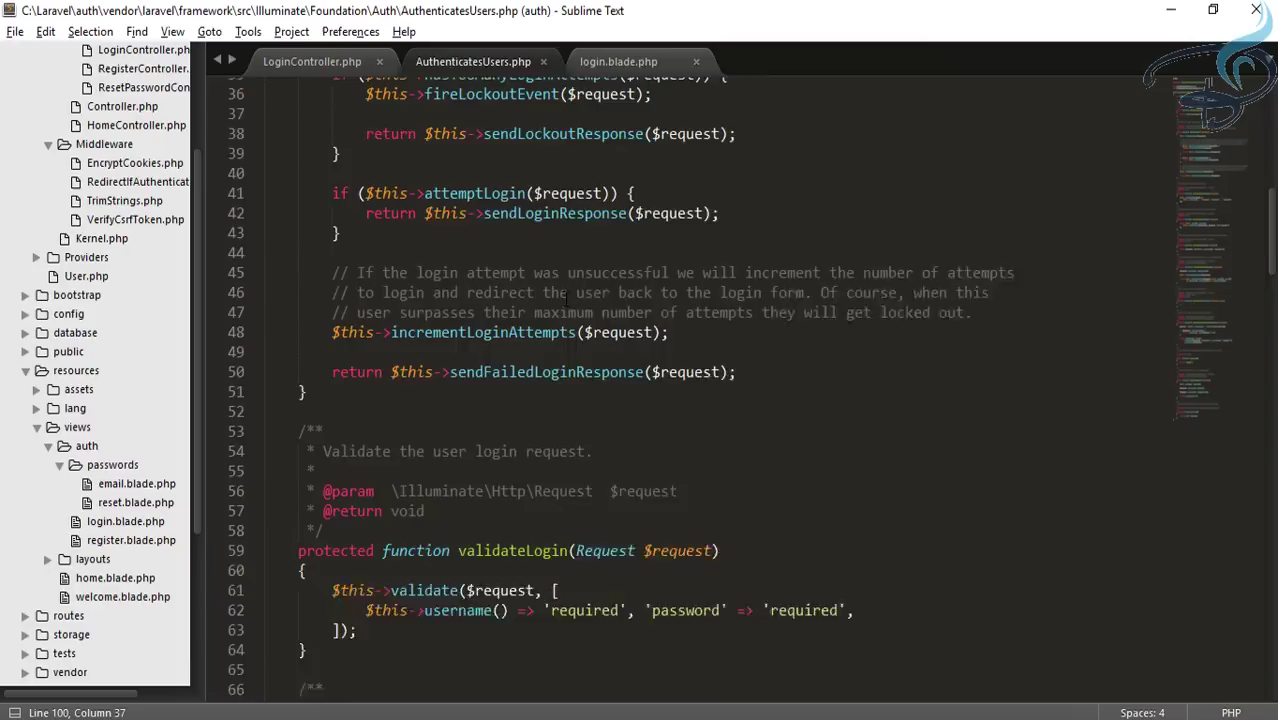 C:\Laravel\auth\vendor\laravel\framework\src\Illuminate\Foundation\Auth\AuthenticatesUsers.php (auth) - Sublime Text
File Edit Selection Find View Goto Tools Project Preferences Help
LoginController.php × AuthenticatesUsers.php × login.blade.php ×
LoginController.ph
RegisterController.
ResetPasswordCon
Controller.php
HomeController.php
Middleware
EncryptCookies.php
RedirectIfAuthenticat
TrimStrings.php
VerifyCsrfToken.php
Kernel.php
Providers
User.php
bootstrap
config
database
public
resources
assets
lang
views
auth
passwords
email.blade.php
reset.blade.php
login.blade.php
register.blade.php
layouts
home.blade.php
welcome.blade.php
routes
storage
tests
vendor
36 $this->fireLockoutEvent($request);
37
38 return $this->sendLockoutResponse($request);
39 }
40
41 if ($this->attemptLogin($request)) {
42 return $this->sendLoginResponse($request);
43 }
44
45 // If the login attempt was unsuccessful we will increment the number of attempts
46 // to login and redirect the user back to the login form. Of course, when this
47 // user surpasses their maximum number of attempts they will get locked out.
48 $this->incrementLoginAttempts($request);
49
50 return $this->sendFailedLoginResponse($request);
51 }
52
53 /**
54 * Validate the user login request.
55 *
56 * @param \Illuminate\Http\Request $request
57 * @return void
58 */
59 protected function validateLogin(Request $request)
60 {
61 $this->validate($request, [
62 $this->username() => 'required', 'password' => 'required',
63 ]);
64 }
65
66 /**
Line 100, Column 37
Spaces: 4
PHP